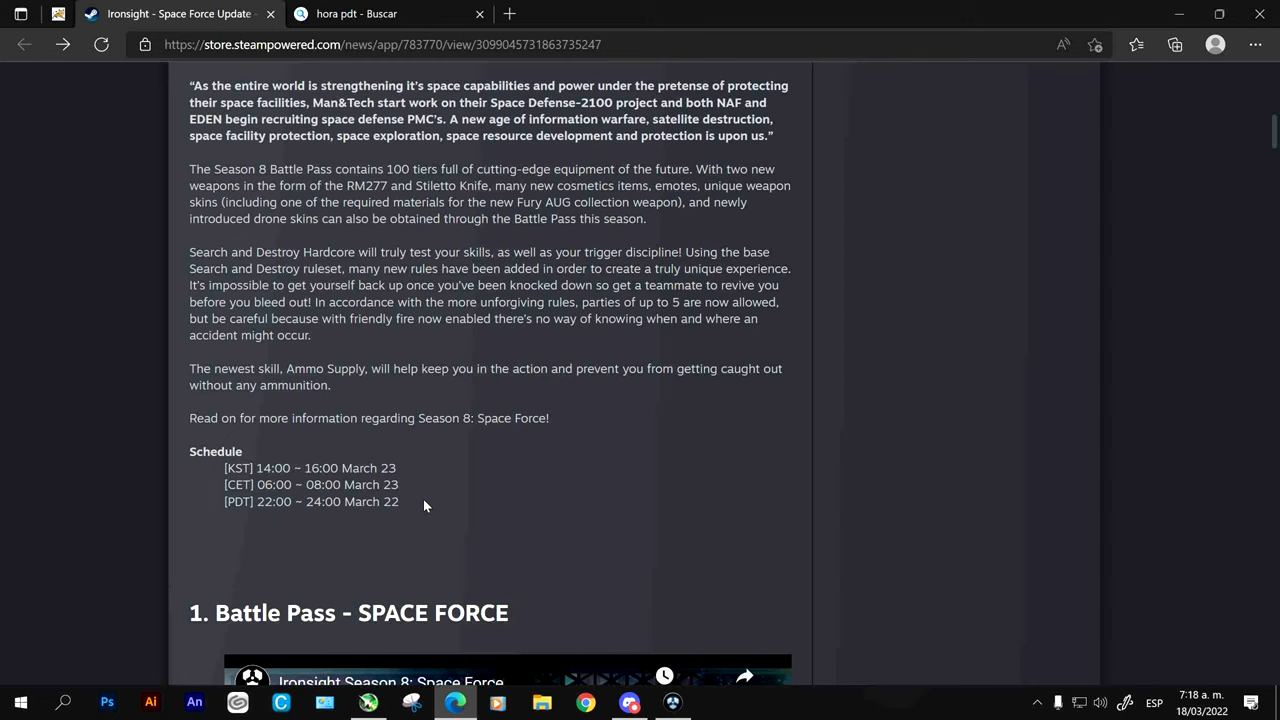 Ironsight - Space Force Update -
hora pdt - Buscar
https://store.steampowered.com/news/app/783770/view/3099045731863735247
“As the entire world is strengthening it's space capabilities and power under the pretense of protecting
their space facilities, Man&Tech start work on their Space Defense-2100 project and both NAF and
EDEN begin recruiting space defense PMC's. A new age of information warfare, satellite destruction,
space facility protection, space exploration, space resource development and protection is upon us.”
The Season 8 Battle Pass contains 100 tiers full of cutting-edge equipment of the future. With two new
weapons in the form of the RM277 and Stiletto Knife, many new cosmetics items, emotes, unique weapon
skins (including one of the required materials for the new Fury AUG collection weapon), and newly
introduced drone skins can also be obtained through the Battle Pass this season.
Search and Destroy Hardcore will truly test your skills, as well as your trigger discipline! Using the base
Search and Destroy ruleset, many new rules have been added in order to create a truly unique experience.
It's impossible to get yourself back up once you've been knocked down so get a teammate to revive you
before you bleed out! In accordance with the more unforgiving rules, parties of up to 5 are now allowed,
but be careful because with friendly fire now enabled there's no way of knowing when and where an
accident might occur.
The newest skill, Ammo Supply, will help keep you in the action and prevent you from getting caught out
without any ammunition.
Read on for more information regarding Season 8: Space Force!
Schedule
[KST] 14:00 ~ 16:00 March 23
[CET] 06:00 ~ 08:00 March 23
[PDT] 22:00 ~ 24:00 March 22
1. Battle Pass - SPACE FORCE
Ironsight Season 8: Space Force
Ps
Ai
An
C
ESP
7:18 a. m.
18/03/2022